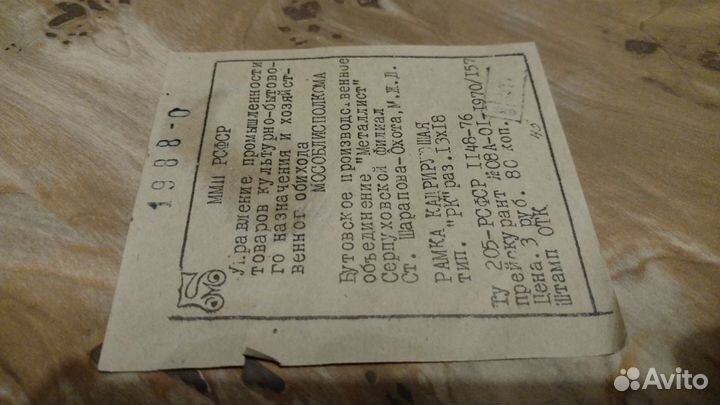 1988-0
ММП РСФСР
Управление промышленности
товаров культурно-бытово-
го назначения и хозяйст-
венного обихода
МОСОБЛИСПОЛКОМА
Бутовское производственное
объединение "Металлист"
Серпуховской филиал
Ст. Шарапова-Охота, М.Ж.Д.
РАМКА КАДРИРУЮЩАЯ
тип. "РК" раз. 13х18
ТУ 205-РСФСР 1148-76
прейскурант №08А-01-1970/157
Цена. 3 руб. 80 коп.
штамп ОТК
Avito